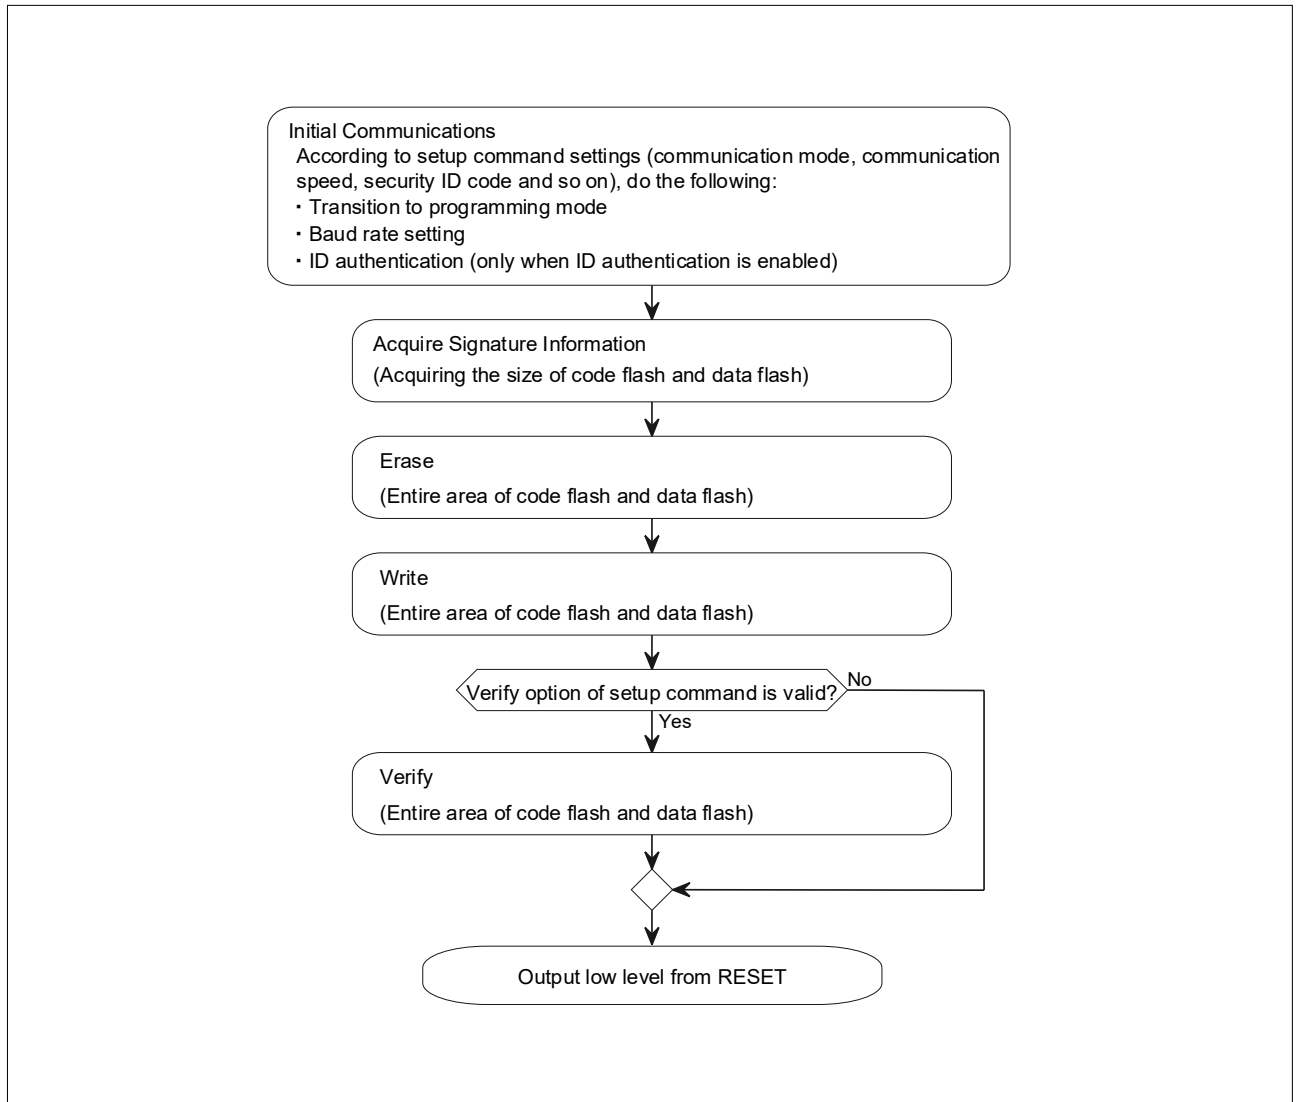 Initial Communications
According to setup command settings (communication mode, communication
speed, security ID code and so on), do the following:
・Transition to programming mode
・Baud rate setting
・ID authentication (only when ID authentication is enabled)
Acquire Signature Information
(Acquiring the size of code flash and data flash)
Erase
(Entire area of code flash and data flash)
Write
(Entire area of code flash and data flash)
Verify option of setup command is valid?
No
Yes
Verify
(Entire area of code flash and data flash)
Output low level from RESET